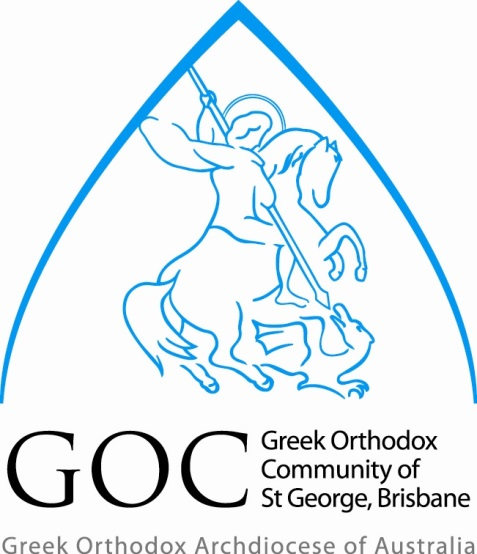 GOC
Greek Orthodox
Community of
St George, Brisbane
Greek Orthodox Archdiocese of Australia